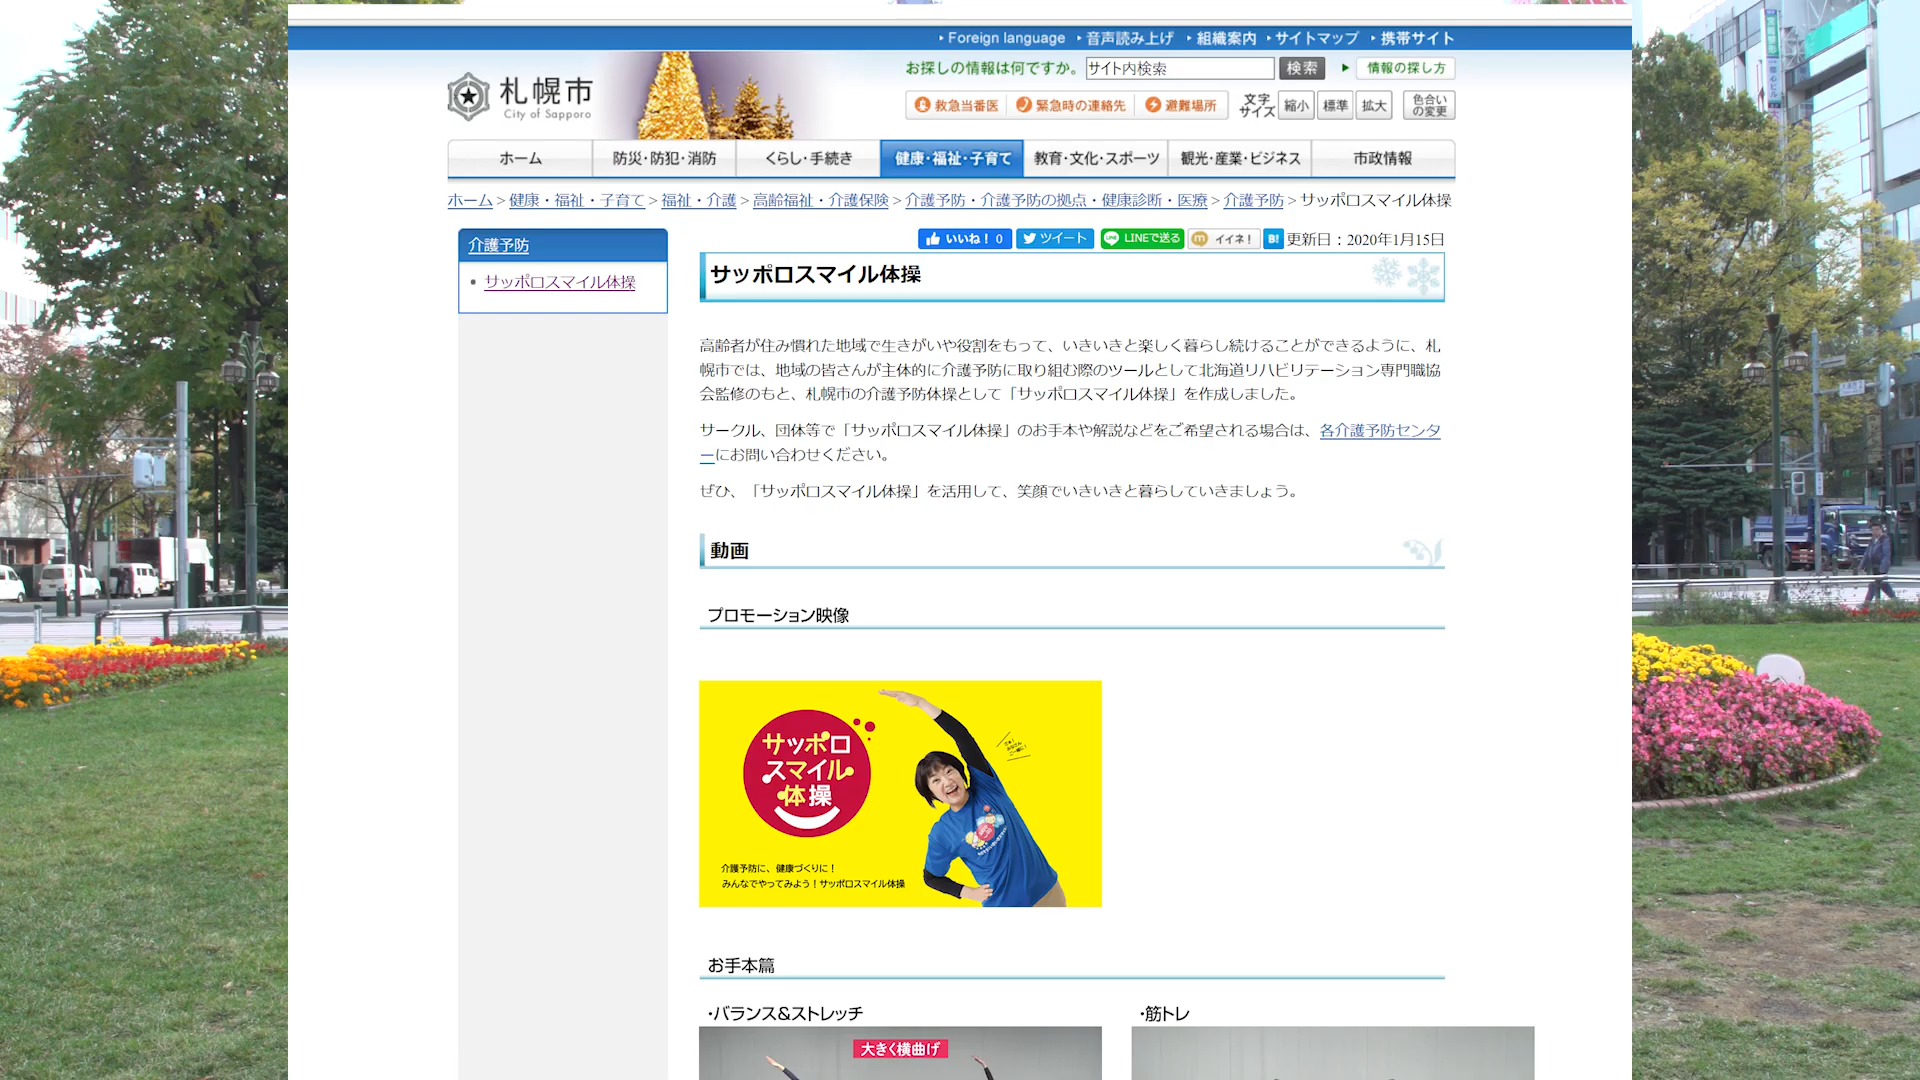 Foreign language 音声読み上げ 組織案内 サイトマップ 携帯サイト
札幌市
City of Sapporo
お探しの情報は何ですか。 サイト内検索 検索 情報の探し方
救急当番医 緊急時の連絡先 避難場所 文字サイズ 縮小 標準 拡大 色合いの変更
ホーム 防災・防犯・消防 くらし・手続き 健康・福祉・子育て 教育・文化・スポーツ 観光・産業・ビジネス 市政情報
ホーム > 健康・福祉・子育て > 福祉・介護 > 高齢福祉・介護保険 > 介護予防・介護予防の拠点・健康診断・医療 > 介護予防 > サッポロスマイル体操
介護予防
サッポロスマイル体操
いいね！ 0 ツイート LINEで送る イイネ！ B! 更新日：2020年1月15日
サッポロスマイル体操
高齢者が住み慣れた地域で生きがいや役割をもって、いきいきと楽しく暮らし続けることができるように、札
幌市では、地域の皆さんが主体的に介護予防に取り組む際のツールとして北海道リハビリテーション専門職協
会監修のもと、札幌市の介護予防体操として「サッポロスマイル体操」を作成しました。
サークル、団体等で「サッポロスマイル体操」のお手本や解説などをご希望される場合は、各介護予防センタ
ーにお問い合わせください。
ぜひ、「サッポロスマイル体操」を活用して、笑顔でいきいきと暮らしていきましょう。
動画
プロモーション映像
サッポロ
スマイル
体操
介護予防に、健康づくりに！
みんなでやってみよう！サッポロスマイル体操
お手本篇
・バランス&ストレッチ ・筋トレ
大きく横曲げ